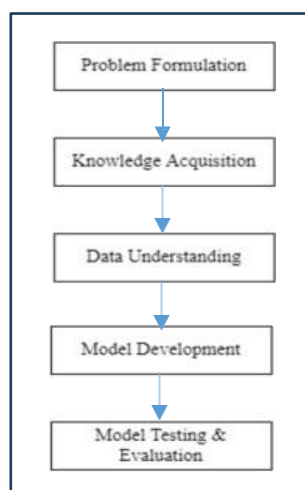 Problem Formulation
Knowledge Acquisition
Data Understanding
Model Development
Model Testing &
Evaluation